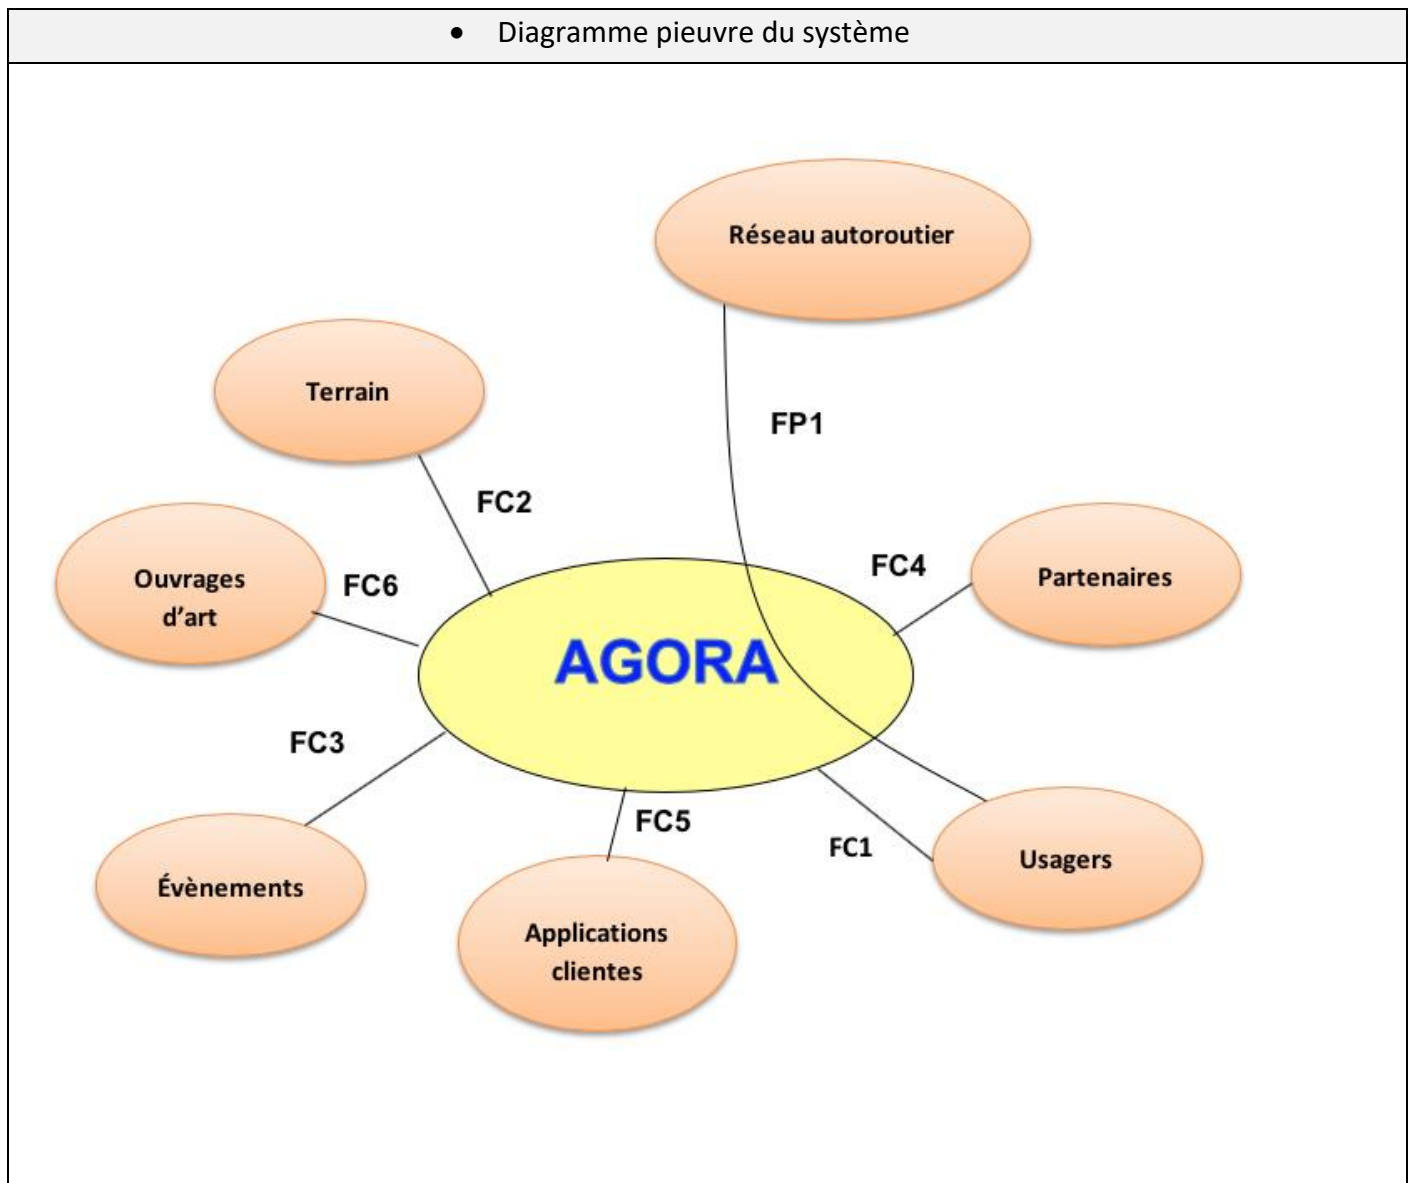 • Diagramme pieuvre du système
Réseau autoroutier
Terrain
FP1
FC2
Ouvrages
d’art
FC6
FC4
Partenaires
AGORA
FC3
FC5
FC1
Usagers
Évènements
Applications
clientes